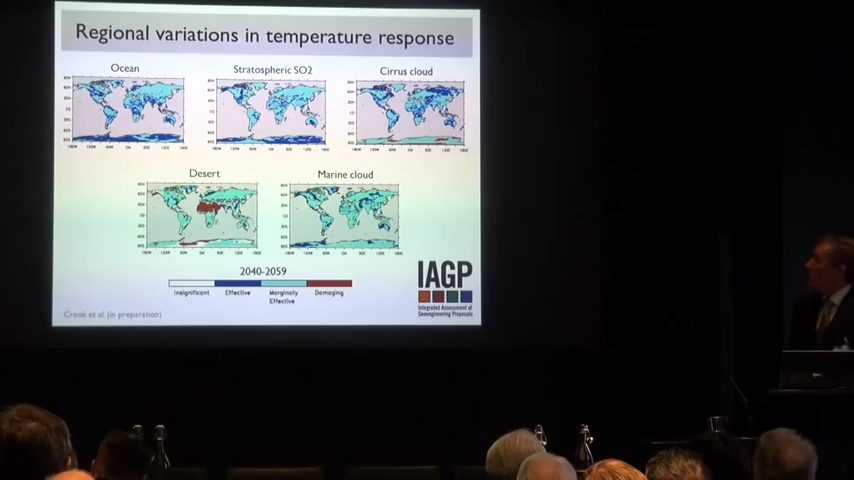 Regional variations in temperature response
Ocean
Stratospheric SO2
Cirrus cloud
Desert
Marine cloud
2040-2059
Insignificant
Effective
Marginally
Effective
Damaging
IAGP
Integrated Assessment of
Geoengineering Proposals
Crook et al. (in preparation)